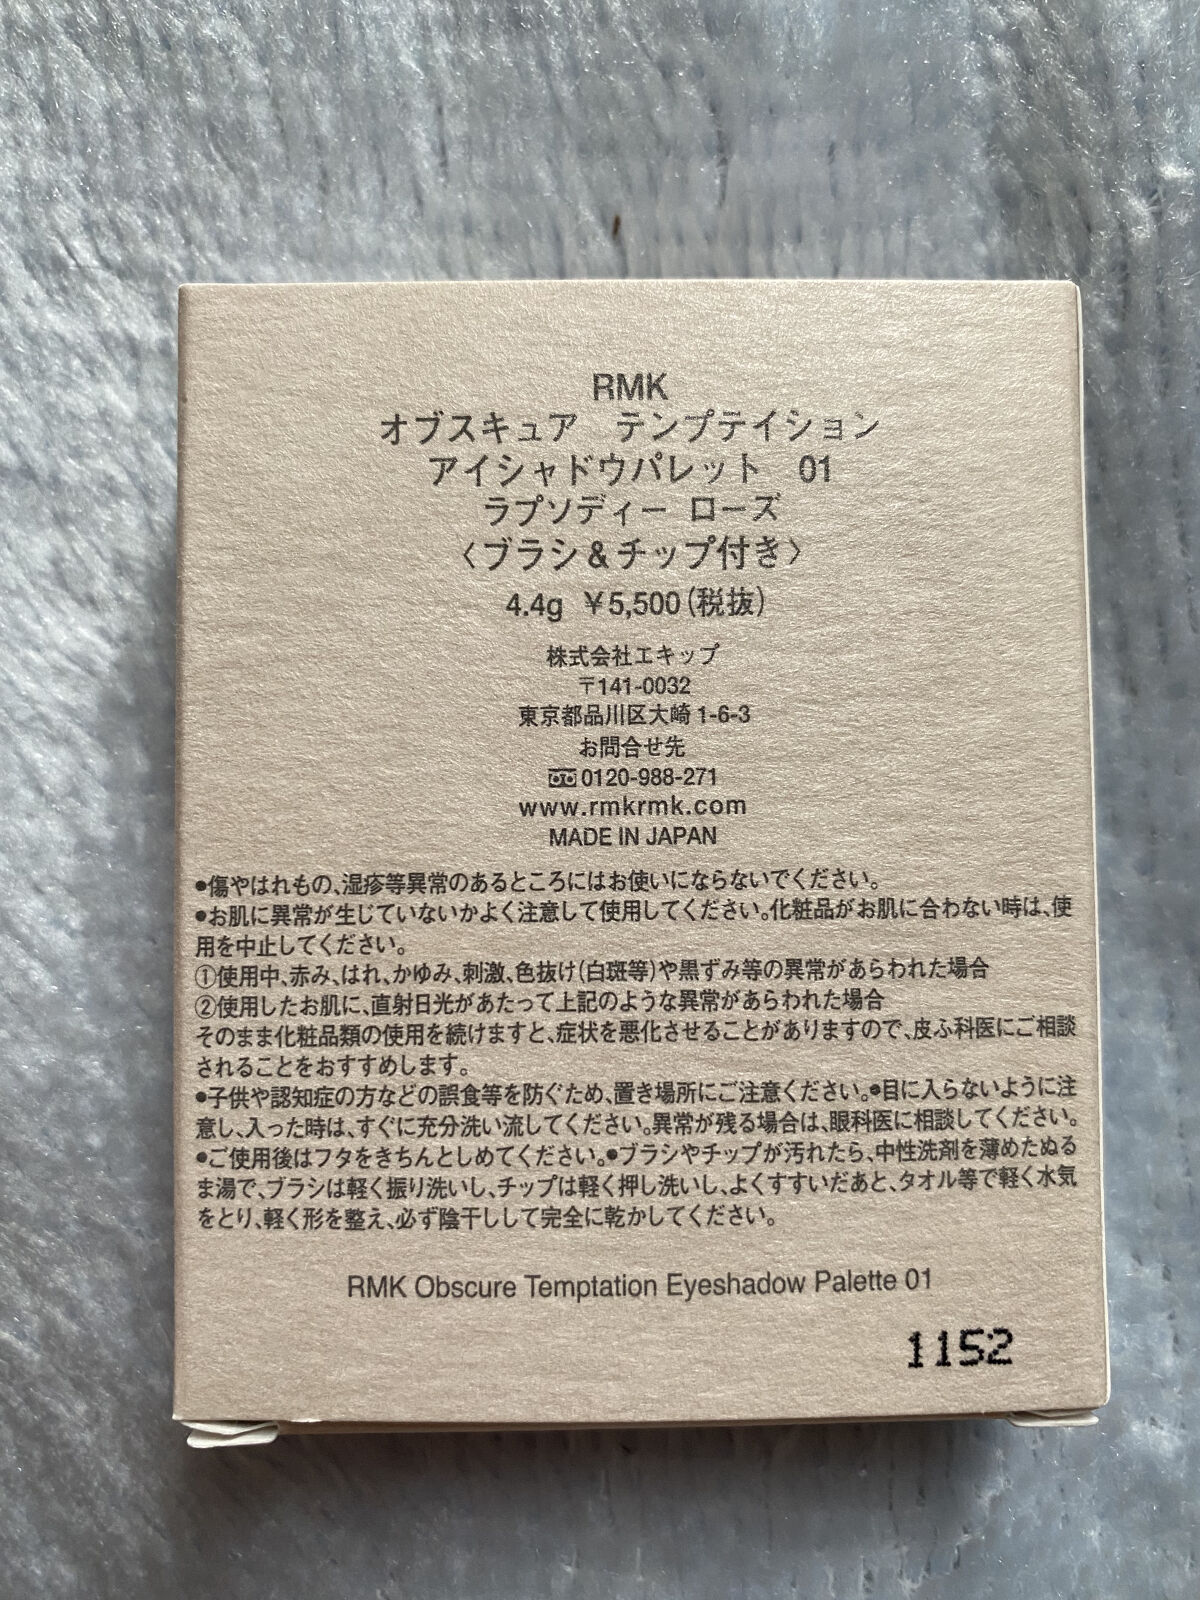 RMK
オブスキュア　テンプテイション
アイシャドウパレット　01
ラプソディー ローズ
〈ブラシ＆チップ付き〉
4.4g ￥5,500(税抜)
株式会社エキップ
〒141-0032
東京都品川区大崎1-6-3
お問合せ先
0120-988-271
www.rmkrmk.com
MADE IN JAPAN
●傷やはれもの、湿疹等異常のあるところにはお使いにならないでください。
●お肌に異常が生じていないかよく注意して使用してください。化粧品がお肌に合わない時は、使
用を中止してください。
①使用中、赤み、はれ、かゆみ、刺激、色抜け(白斑等)や黒ずみ等の異常があらわれた場合
②使用したお肌に、直射日光があたって上記のような異常があらわれた場合
そのまま化粧品類の使用を続けますと、症状を悪化させることがありますので、皮ふ科医にご相談
されることをおすすめします。
●子供や認知症の方などの誤食等を防ぐため、置き場所にご注意ください。●目に入らないように注
意し、入った時は、すぐに充分洗い流してください。異常が残る場合は、眼科医に相談してください。
●ご使用後はフタをきちんとしめてください。●ブラシやチップが汚れたら、中性洗剤を薄めたぬる
ま湯で、ブラシは軽く振り洗いし、チップは軽く押し洗いし、よくすすいだあと、タオル等で軽く水気
をとり、軽く形を整え、必ず陰干しして完全に乾かしてください。
RMK Obscure Temptation Eyeshadow Palette 01
1152